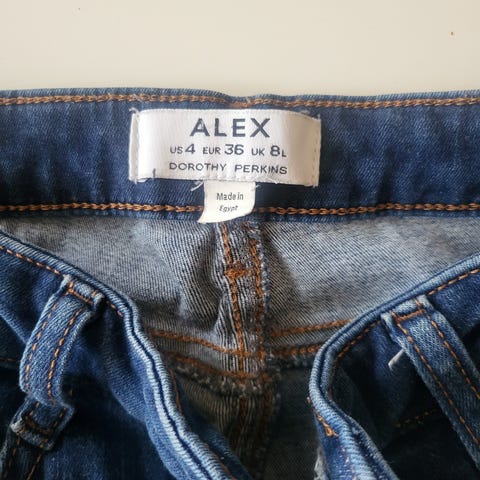 ALEX
US 4 EUR 36 UK 8L
DOROTHY PERKINS
Made in
Egypt